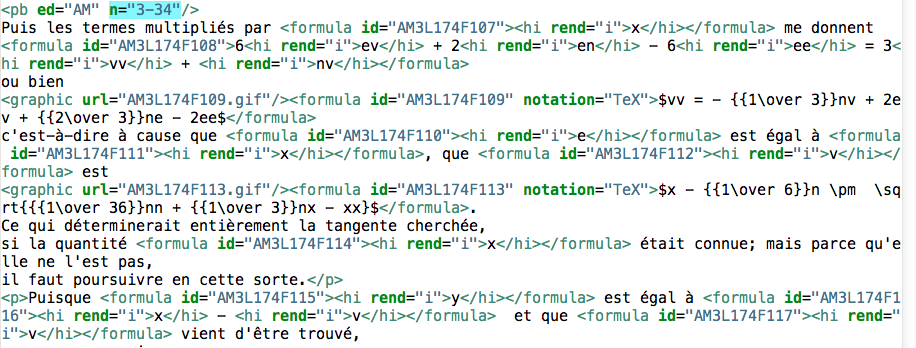 <pb ed="AM" n="3-34"/>
Puis les termes multipliés par <formula id="AM3L174F107"><hi rend="i">x</hi></formula> me donnent
<formula id="AM3L174F108">6<hi rend="i">ev</hi> + 2<hi rend="i">en</hi> - 6<hi rend="i">ee</hi> = 3<
hi rend="i">vv</hi> + <hi rend="i">nv</hi></formula>
ou bien
<graphic url="AM3L174F109.gif"/><formula id="AM3L174F109" notation="TeX">$vv = - {{1\over 3}}nv + 2e
v + {{2\over 3}}ne - 2ee$</formula>
c'est-à-dire à cause que <formula id="AM3L174F110"><hi rend="i">e</hi></formula> est égal à <formula
 id="AM3L174F111"><hi rend="i">x</hi></formula>, que <formula id="AM3L174F112"><hi rend="i">v</hi></
formula> est
<graphic url="AM3L174F113.gif"/><formula id="AM3L174F113" notation="TeX">$x - {{1\over 6}}n \pm  \sq
rt{{{1\over 36}}nn + {{1\over 3}}nx - xx}$</formula>.
Ce qui déterminerait entièrement la tangente cherchée,
si la quantité <formula id="AM3L174F114"><hi rend="i">x</hi></formula> était connue; mais parce qu'e
lle ne l'est pas,
il faut poursuivre en cette sorte.</p>
<p>Puisque <formula id="AM3L174F115"><hi rend="i">y</hi></formula> est égal à <formula id="AM3L174F1
16"><hi rend="i">x</hi> - <hi rend="i">v</hi></formula>  et que <formula id="AM3L174F117"><hi rend="
i">v</hi></formula> vient d'être trouvé,